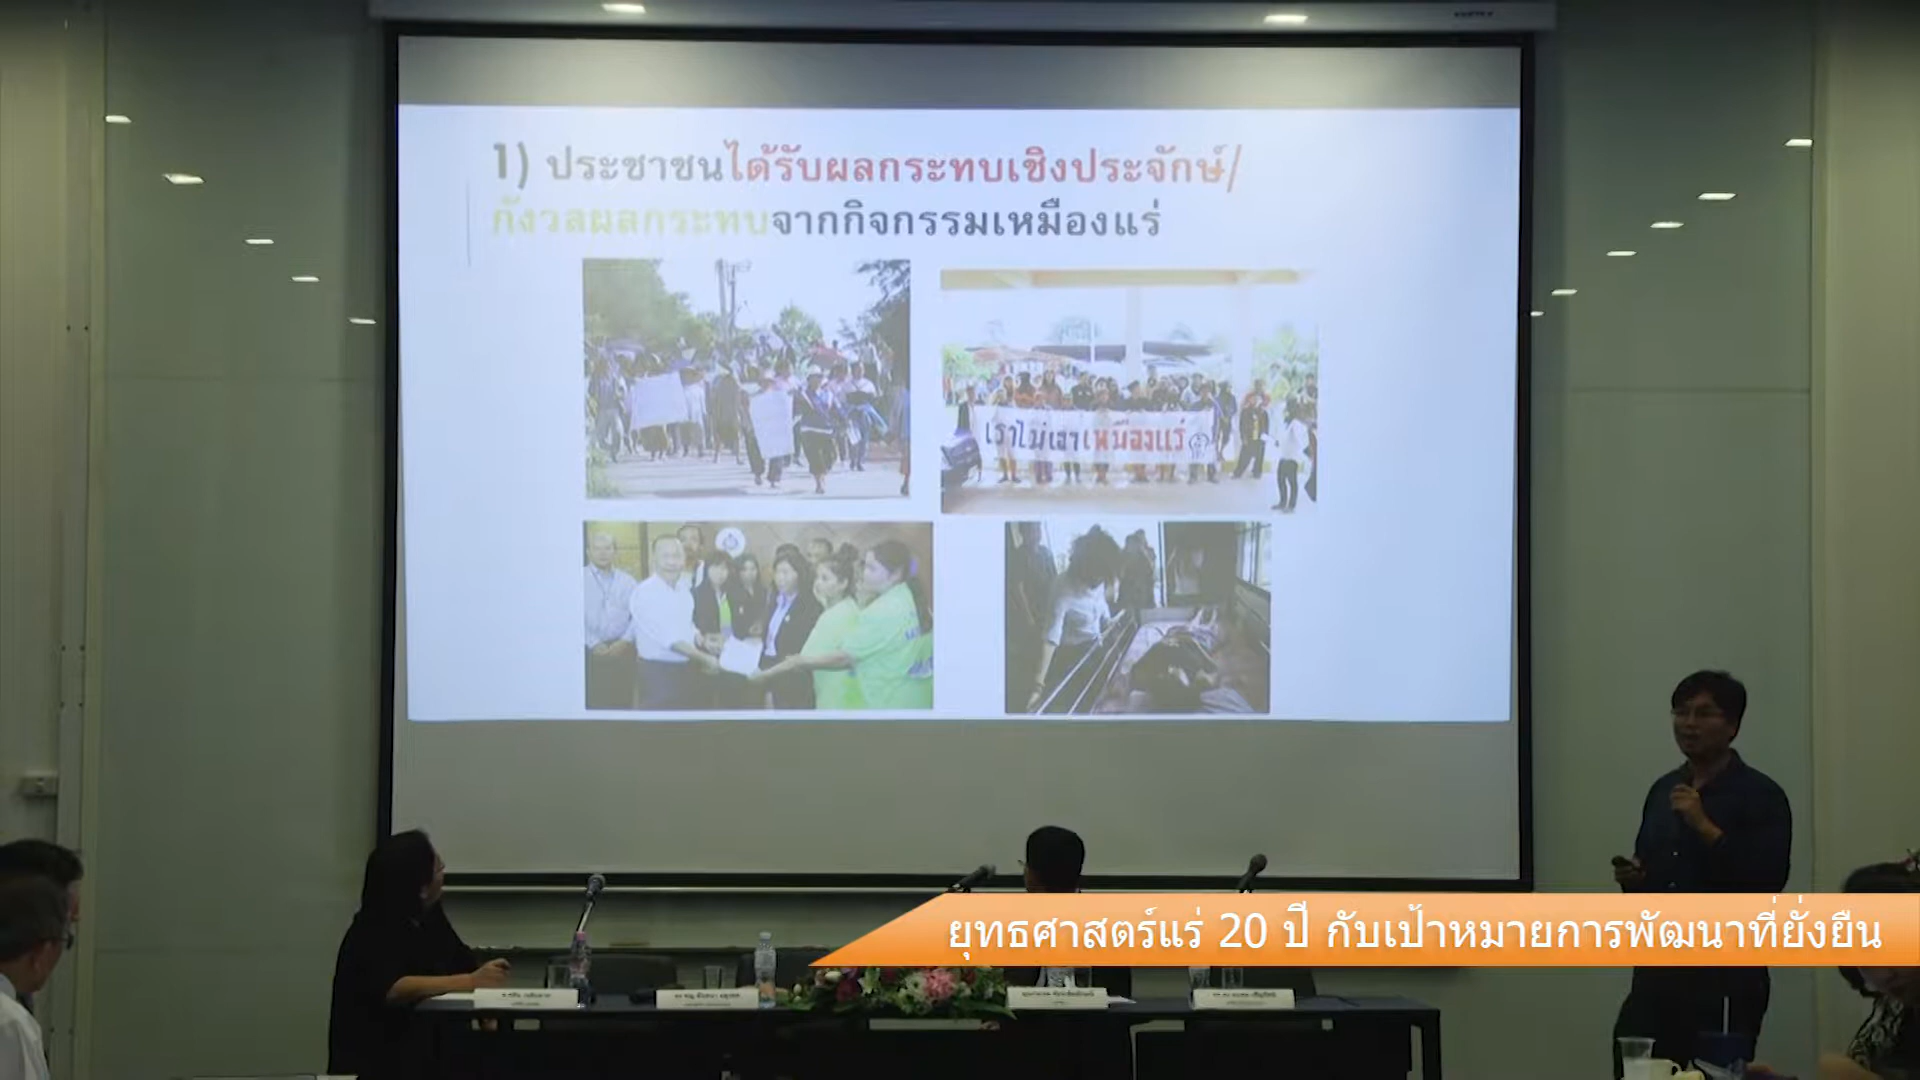 1) ประชาชนได้รับผลกระทบเชิงประจักษ์/
กังวลผลกระทบจากกิจกรรมเหมืองแร่
เราไม่เอาเหมืองแร่
ยุทธศาสตร์แร่ 20 ปี กับเป้าหมายการพัฒนาที่ยั่งยืน